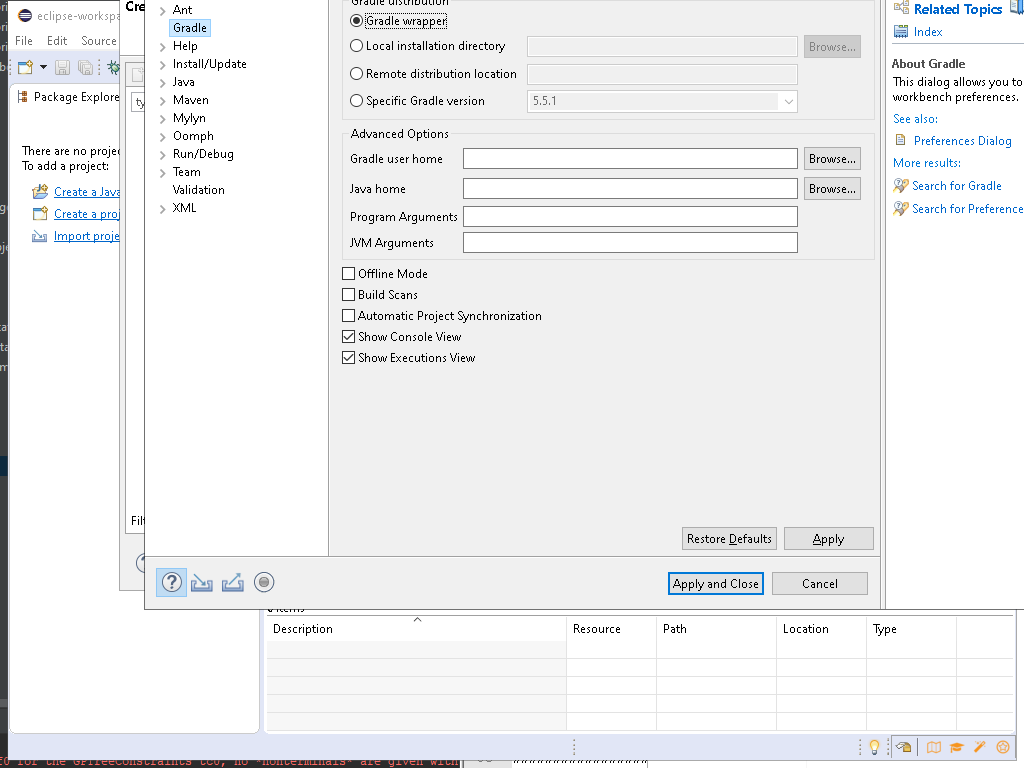 eclipse-workspa
File Edit Source
Package Explore
There are no projec
To add a project:
Create a Java
Create a proj
Import proje
Cre
ty
Filt
Ant
Gradle
Help
Install/Update
Java
Maven
Mylyn
Oomph
Run/Debug
Team
Validation
XML
Gradle distribution
Gradle wrapper
Local installation directory Browse...
Remote distribution location
Specific Gradle version 5.5.1
Advanced Options
Gradle user home Browse...
Java home Browse...
Program Arguments
JVM Arguments
Offline Mode
Build Scans
Automatic Project Synchronization
Show Console View
Show Executions View
Restore Defaults Apply
Apply and Close Cancel
Related Topics
Index
About Gradle
This dialog allows you to
workbench preferences.
See also:
Preferences Dialog
More results:
Search for Gradle
Search for Preference
items
Description Resource Path Location Type
for the GPTreeConstraints tc0, no *nonterminals* are given with